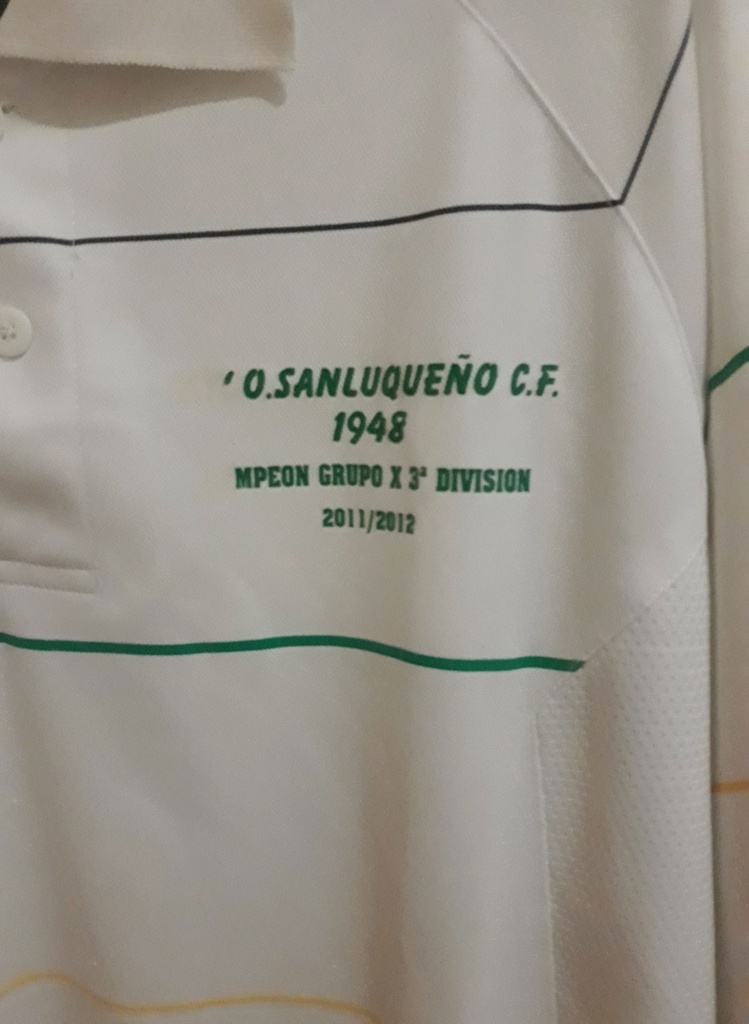 ' O.SANLUQUEÑO C.F.
1948
MPEON GRUPO X 3ª DIVISION
2011/2012